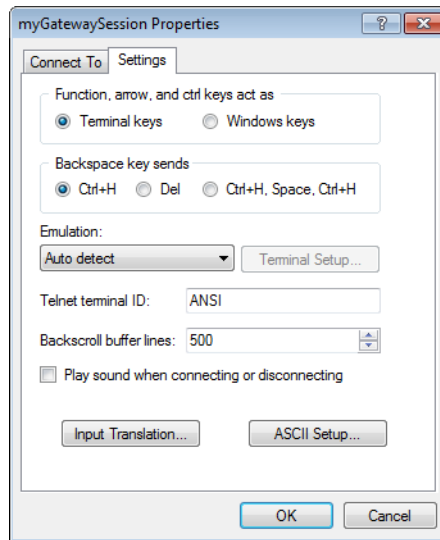 myGatewaySession Properties
?
Connect To Settings
Function, arrow, and ctrl keys act as
Terminal keys Windows keys
Backspace key sends
Ctrl+H Del Ctrl+H, Space, Ctrl+H
Emulation:
Auto detect Terminal Setup...
Telnet terminal ID: ANSI
Backscroll buffer lines: 500
Play sound when connecting or disconnecting
Input Translation... ASCII Setup...
OK Cancel